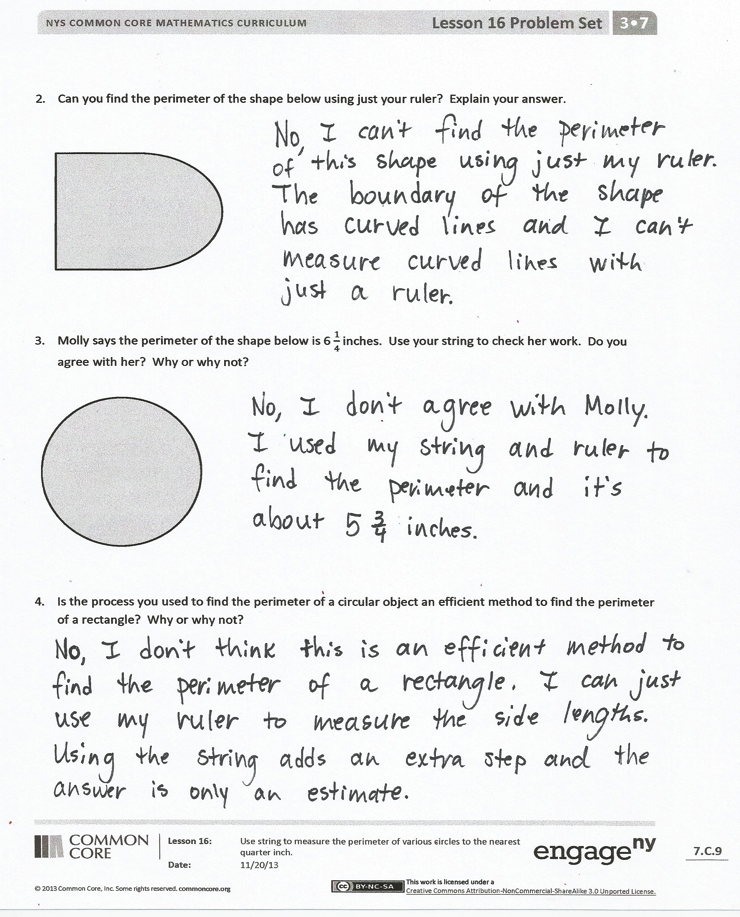 NYS COMMON CORE MATHEMATICS CURRICULUM Lesson 16 Problem Set 3•7
2. Can you find the perimeter of the shape below using just your ruler? Explain your answer.
No, I can't find the perimeter
of this shape using just my ruler.
The boundary of the shape
has curved lines and I can't
measure curved lines with
just a ruler.
3. Molly says the perimeter of the shape below is 6 1/4 inches. Use your string to check her work. Do you
agree with her? Why or why not?
No, I don't agree with Molly.
I used my string and ruler to
find the perimeter and it's
about 5 3/4 inches.
4. Is the process you used to find the perimeter of a circular object an efficient method to find the perimeter
of a rectangle? Why or why not?
No, I don't think this is an efficient method to
find the perimeter of a rectangle. I can just
use my ruler to measure the side lengths.
Using the string adds an extra step and the
answer is only an estimate.
COMMON CORE
Lesson 16: Use string to measure the perimeter of various circles to the nearest
quarter inch.
Date: 11/20/13
engageny
7.C.9
© 2013 Common Core, Inc. Some rights reserved. commoncore.org
cc BY-NC-SA This work is licensed under a
Creative Commons Attribution-NonCommercial-ShareAlike 3.0 Unported License.